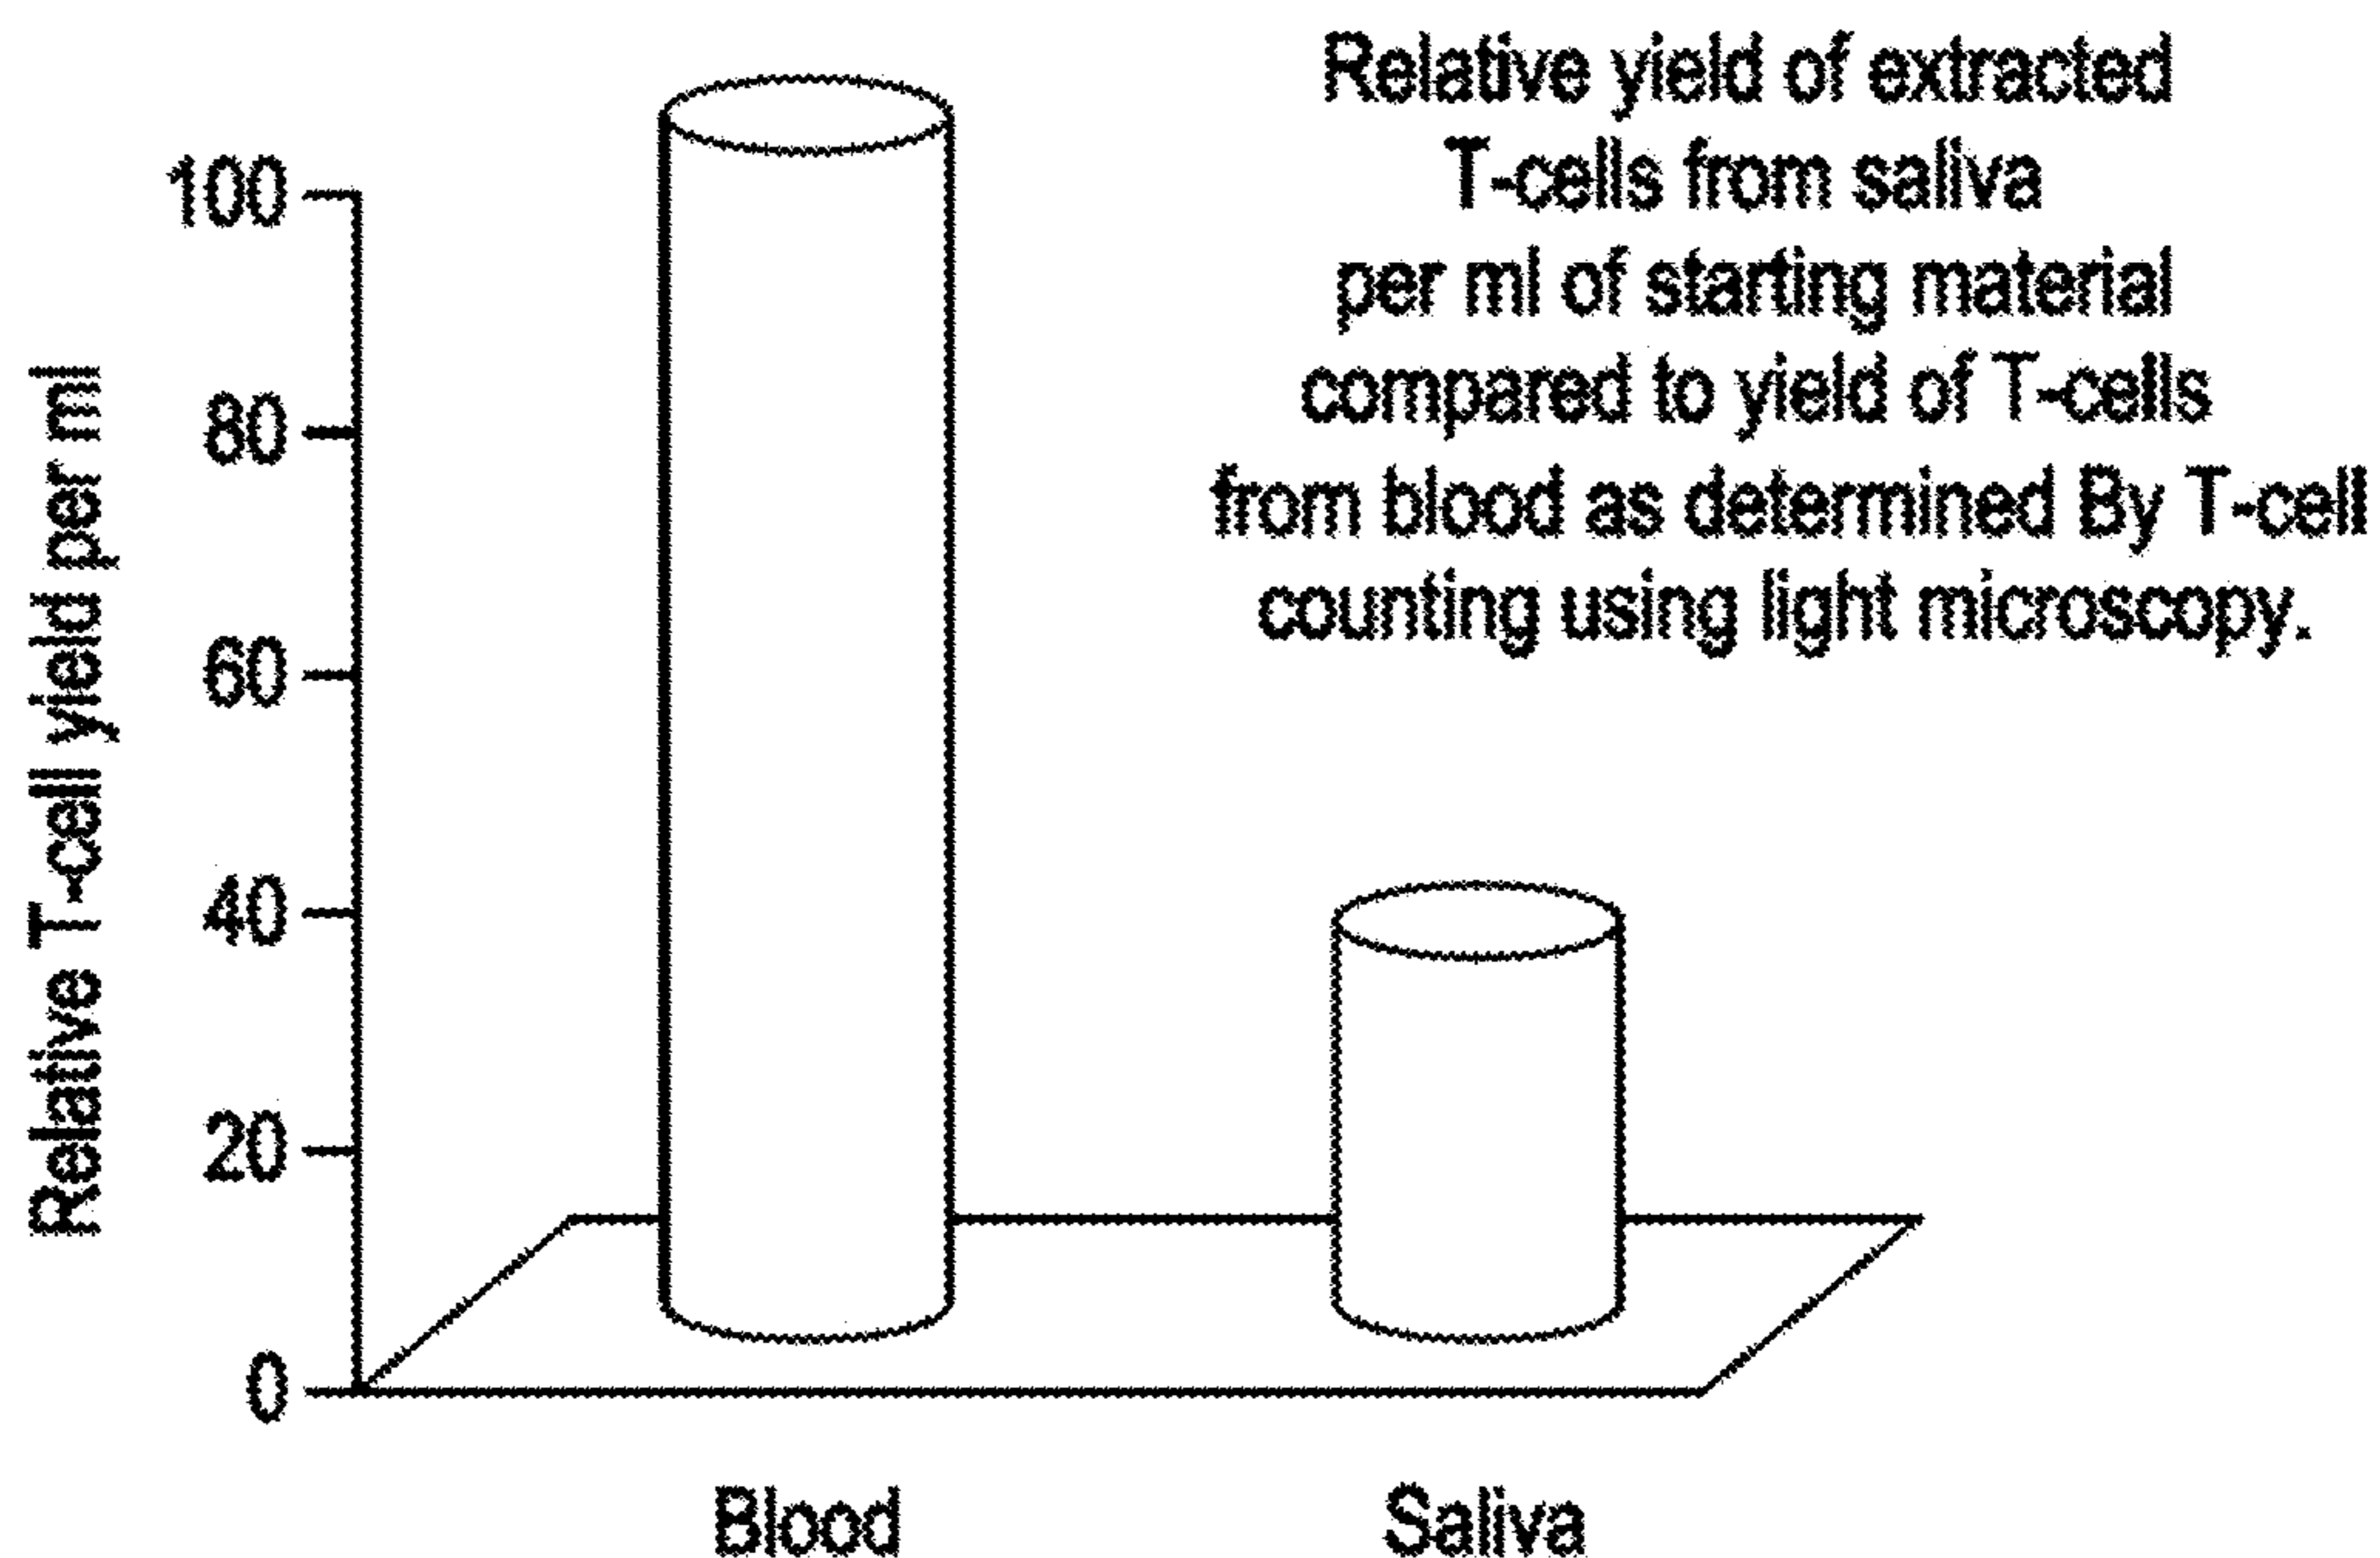 Relative yield of extracted
T-cells from saliva
per ml of starting material
compared to yield of T-cells
from blood as determined By T-cell
counting using light microscopy.
Relative T-cell yield per ml
100
80
60
40
20
0
Blood
Saliva